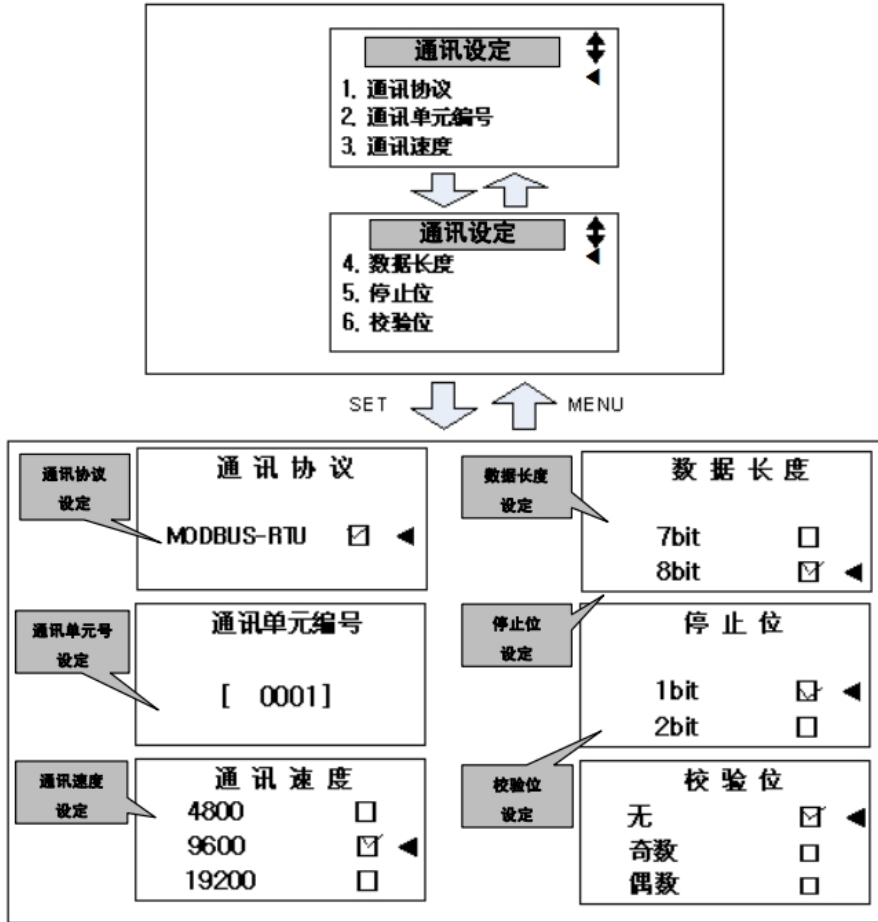 通讯设定
1. 通讯协议
2. 通讯单元编号
3. 通讯速度
通讯设定
4. 数据长度
5. 停止位
6. 校验位
SET
MENU
通讯协议
设定
通 讯 协 议
MODBUS-RTU
通讯单元号
设定
通讯单元编号
[ 0001]
通讯速度
设定
通 讯 速 度
4800
9600
19200
数据长度
设定
数 据 长 度
7bit
8bit
停止位
设定
停 止 位
1bit
2bit
校验位
设定
校 验 位
无
奇数
偶数